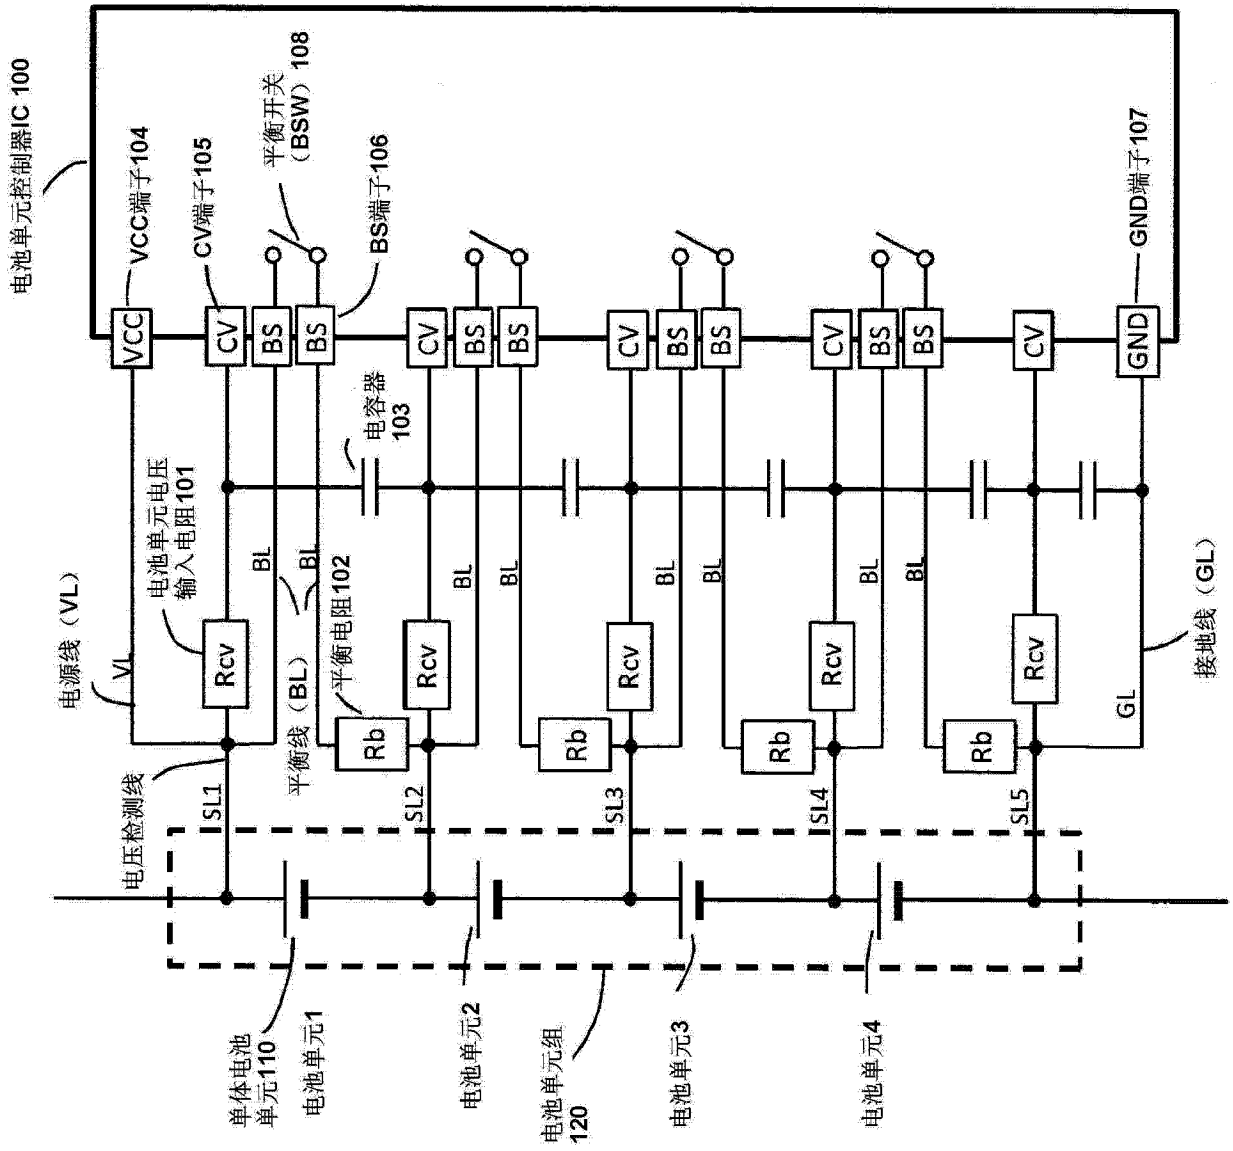 电池单元控制器IC 100
VCC端子104
CV端子105
平衡开关
（BSW）108
BS端子106
GND端子107
VCC
CV
BS
BS
CV
BS
BS
CV
BS
BS
CV
BS
BS
CV
GND
电容器
103
电源线（VL）
电池单元电压
输入电阻101
VL
BL
BL
BL
BL
BL
BL
BL
BL
GL
平衡线（BL）
平衡电阻102
接地线（GL）
Rcv
Rcv
Rcv
Rcv
Rcv
Rb
Rb
Rb
Rb
电压检测线
SL1
SL2
SL3
SL4
SL5
单体电池
单元110
电池单元1
电池单元2
电池单元组
120
电池单元3
电池单元4